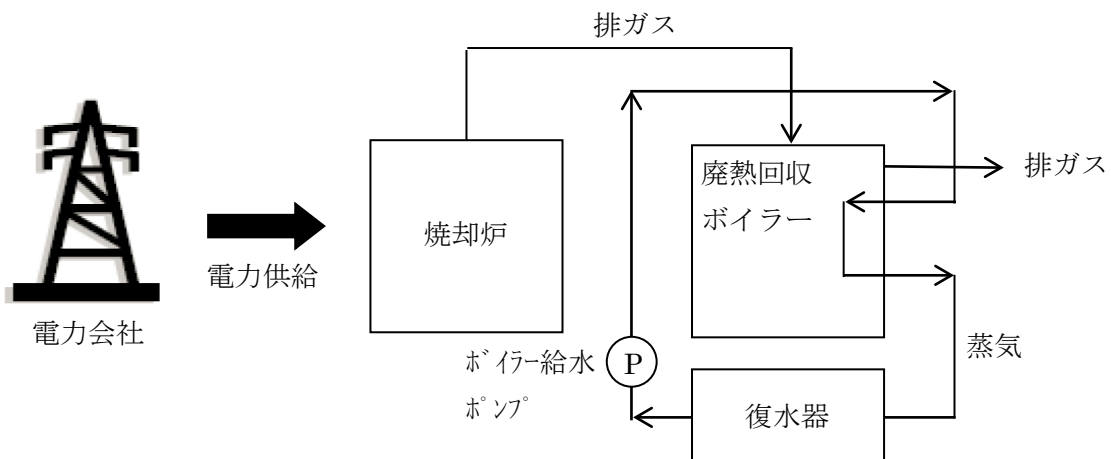 排ガス
排ガス
廃熱回収
ボイラー
焼却炉
電力供給
電力会社
蒸気
ﾎﾞｲﾗｰ給水
ﾎﾟﾝﾌﾟ
P
復水器